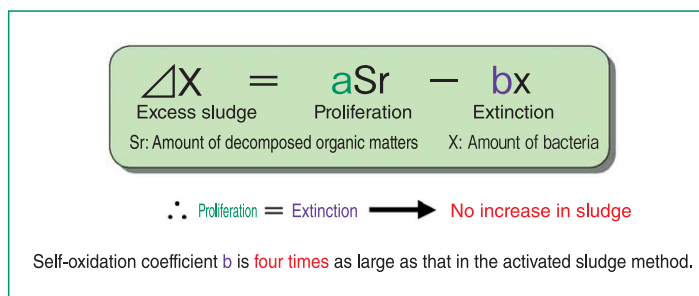 ⊿X = aSr − bx
Excess sludge Proliferation Extinction
Sr: Amount of decomposed organic matters X: Amount of bacteria
∴ Proliferation = Extinction → No increase in sludge
Self-oxidation coefficient b is four times as large as that in the activated sludge method.